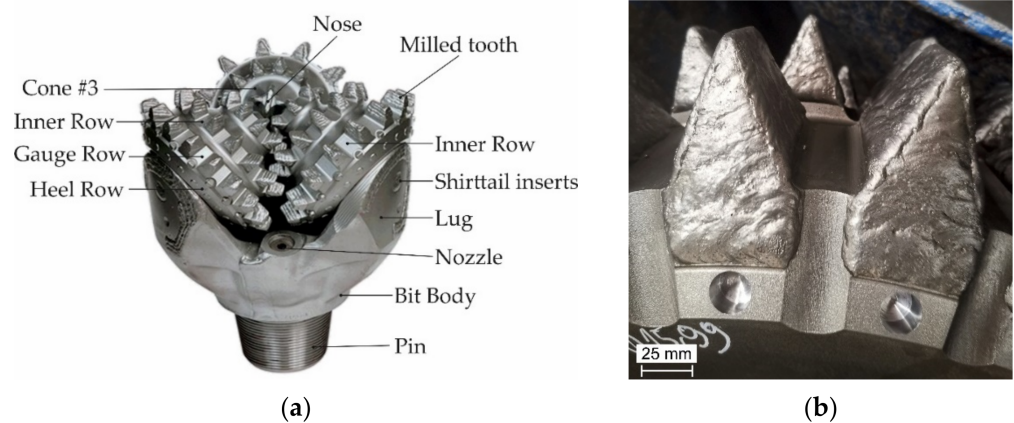 Nose
Milled tooth
Cone #3
Inner Row
Gauge Row
Heel Row
Inner Row
Shirttail inserts
Lug
Nozzle
Bit Body
Pin
1599
25 mm
(a)
(b)